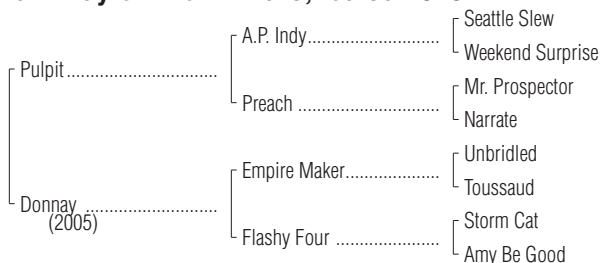 Seattle Slew
A.P. Indy..............................
Weekend Surprise
Pulpit..................................
Mr. Prospector
Preach ................................
Narrate
Unbridled
Empire Maker.....................
Toussaud
Donnay ..............................
(2005)
Storm Cat
Flashy Four .......................
Amy Be Good